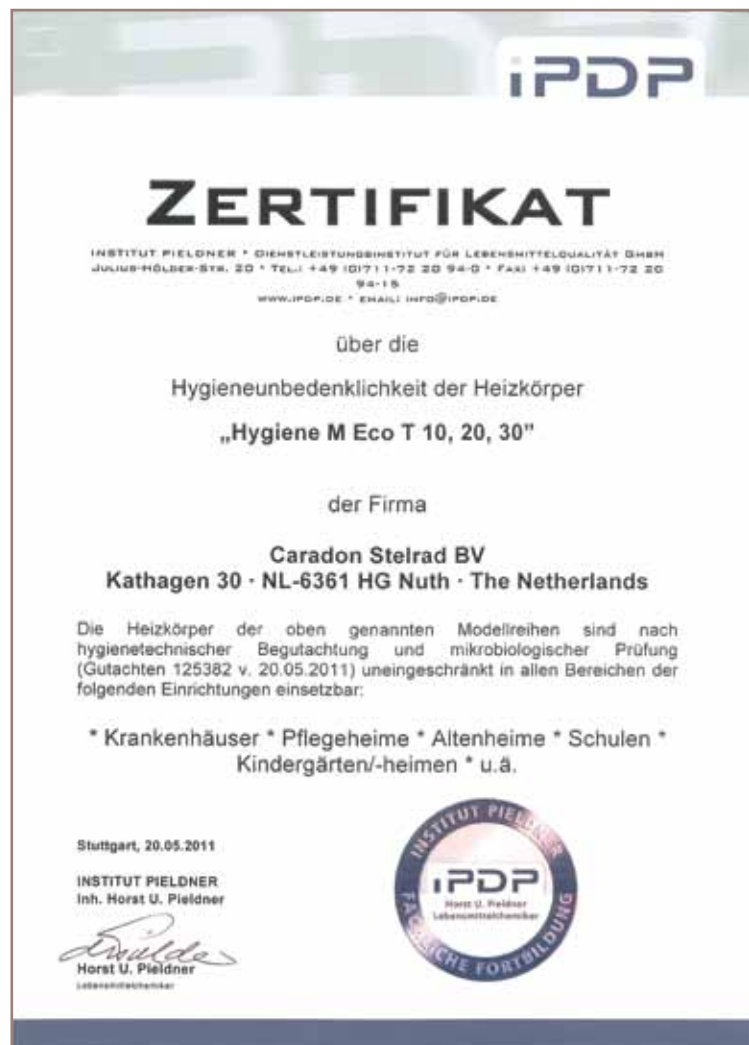 iPDP
ZERTIFIKAT
INSTITUT PIELDNER * DIENSTLEISTUNGSINSTITUT FÜR LEBENSMITTELQUALITÄT GMBH
JULIUS-HÖLDER-STR. 20 * TEL.: +49 (0)711-72 20 94-0 * FAX: +49 (0)711-72 20
94-15
WWW.IPDP.DE * EMAIL: INFO@IPDP.DE
über die
Hygieneunbedenklichkeit der Heizkörper
„Hygiene M Eco T 10, 20, 30”
der Firma
Caradon Stelrad BV
Kathagen 30 · NL-6361 HG Nuth · The Netherlands
Die Heizkörper der oben genannten Modellreihen sind nach
hygienetechnischer Begutachtung und mikrobiologischer Prüfung
(Gutachten 125382 v. 20.05.2011) uneingeschränkt in allen Bereichen der
folgenden Einrichtungen einsetzbar:
* Krankenhäuser * Pflegeheime * Altenheime * Schulen *
Kindergärten/-heimen * u.ä.
Stuttgart, 20.05.2011
INSTITUT PIELDNER
Inh. Horst U. Pieldner
Horst U. Pieldner
Lebensmittelchemiker
INSTITUT PIELDNER
iPDP
Horst U. Pieldner
Lebensmittelchemiker
FACHLICHE FORTBILDUNG